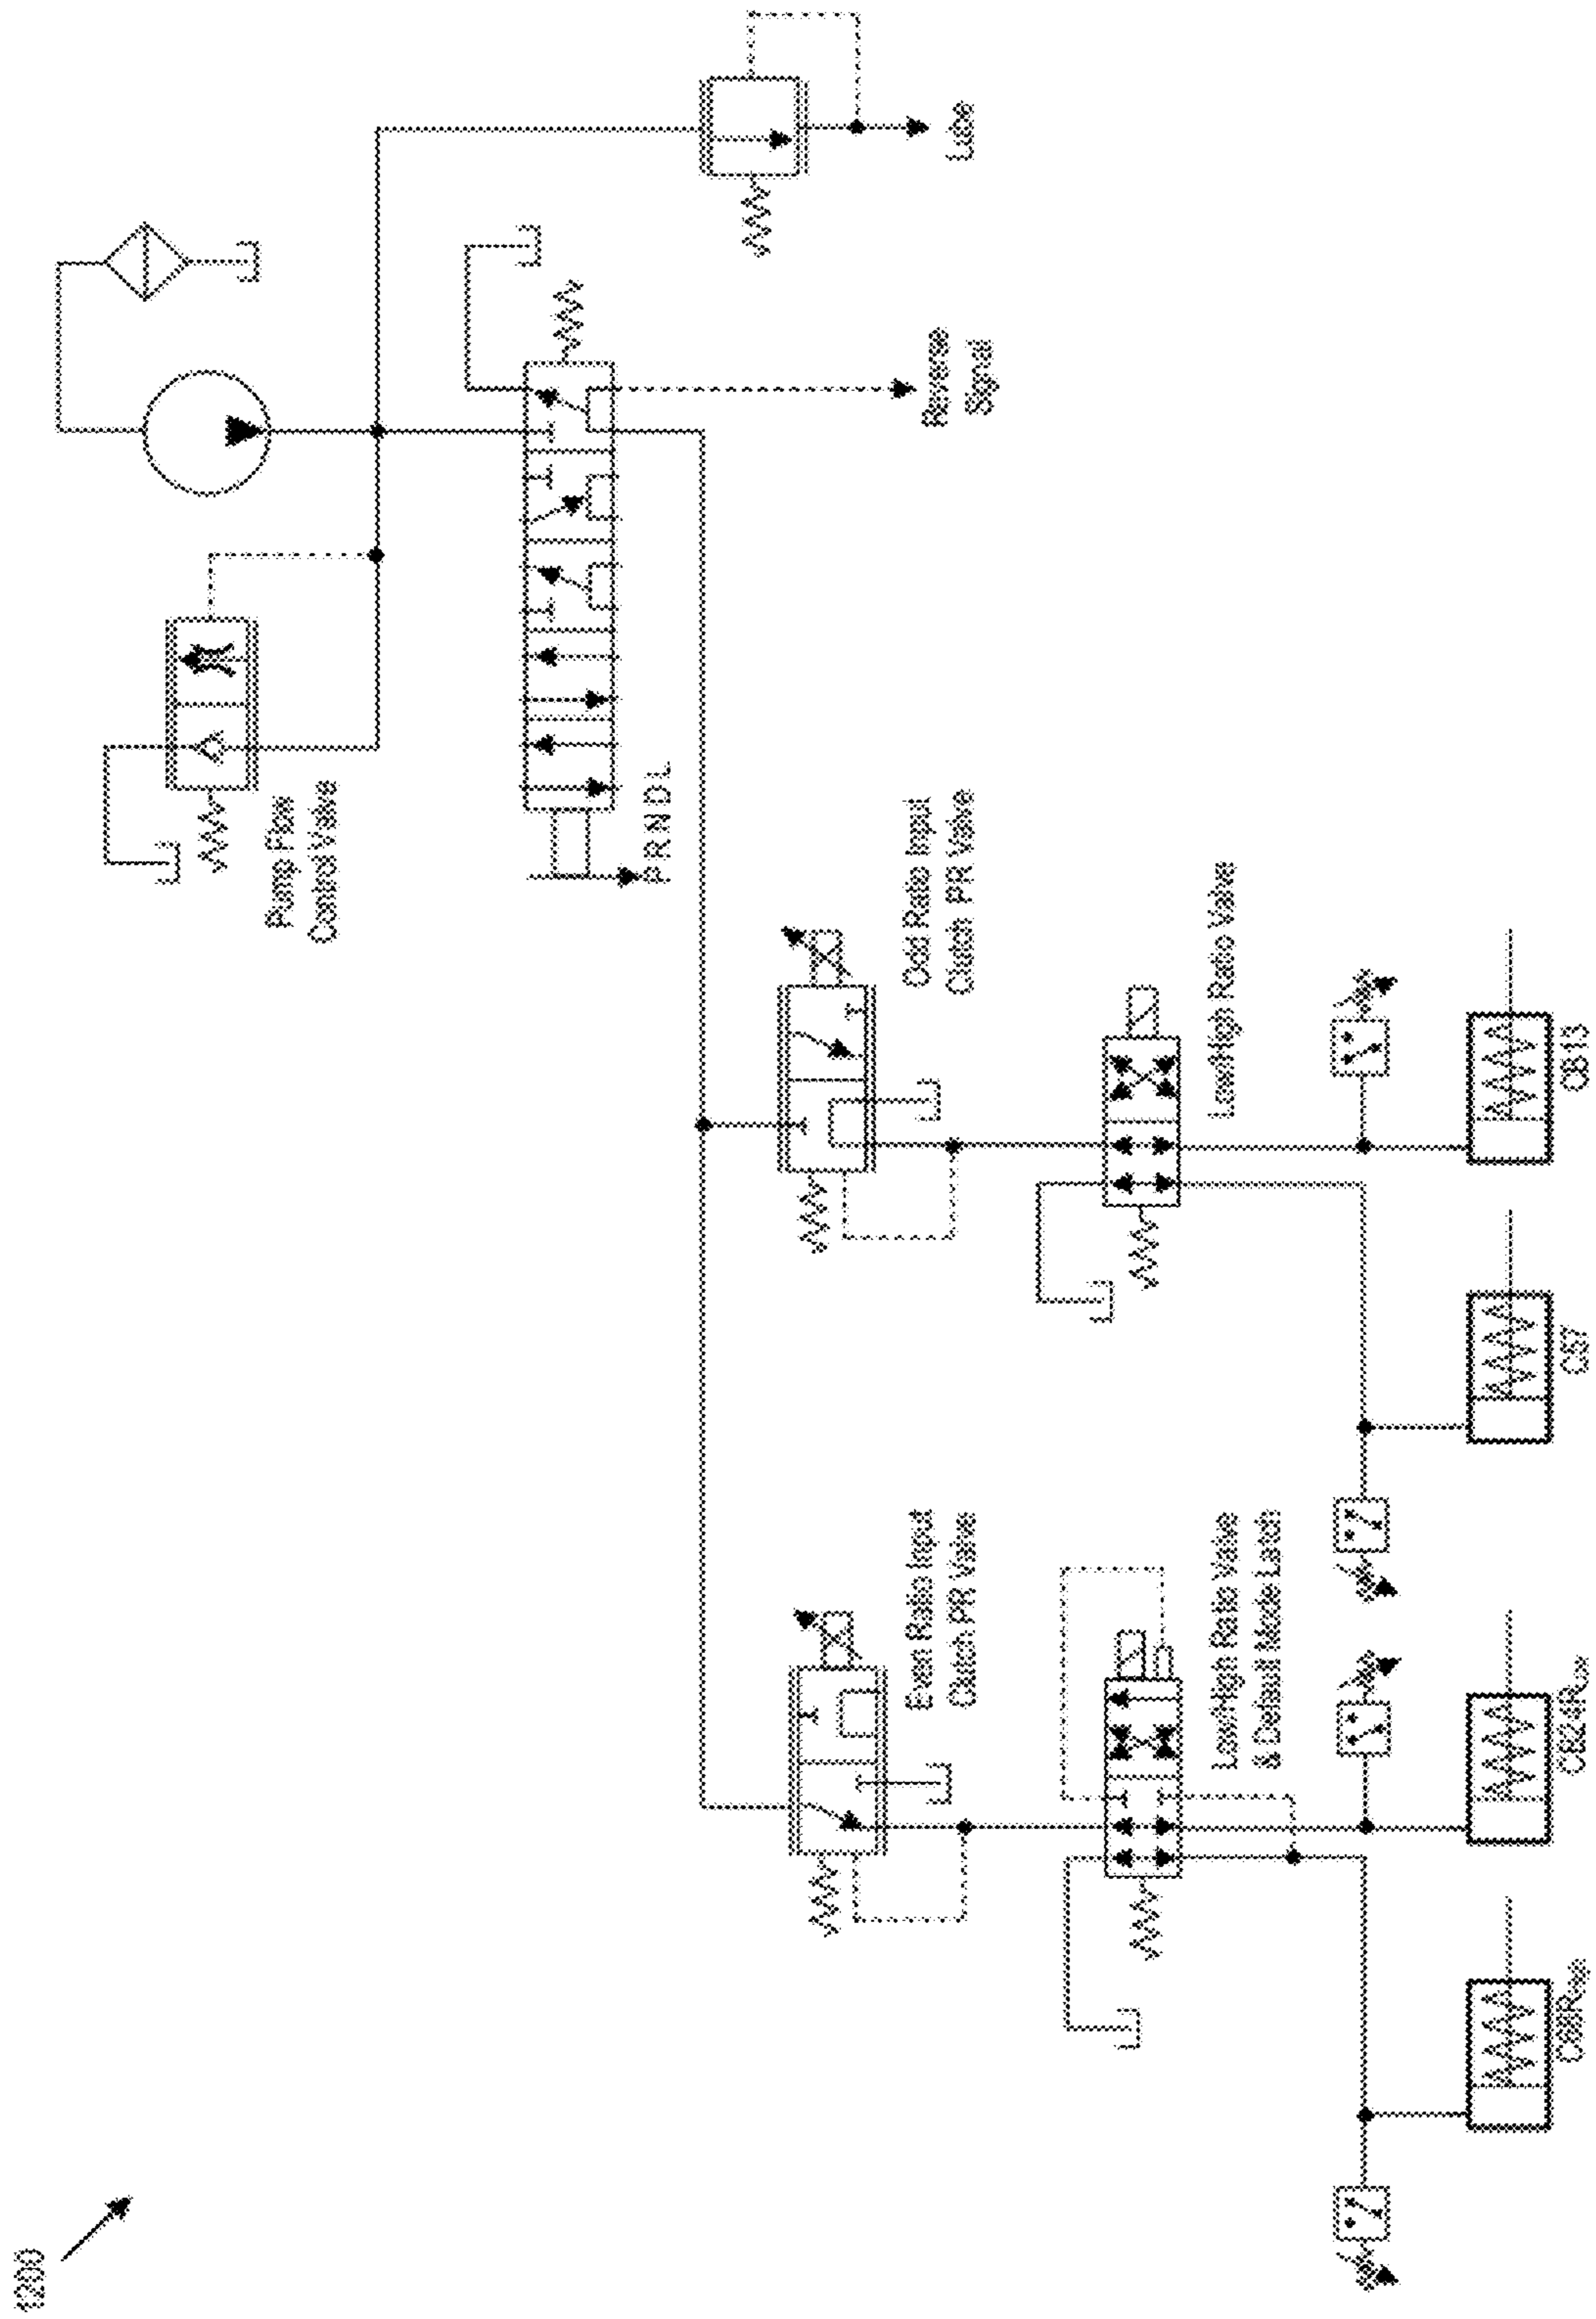 1200
Pump Flow
Control Valve
P R N D L
Reverse
Signal
Lube
Even Ratio Input
Clutch PR Valve
Odd Ratio Input
Clutch PR Valve
Low/High Ratio Valve
& Default Mode Latch
Low/High Ratio Valve
CB24R
C57
CB13